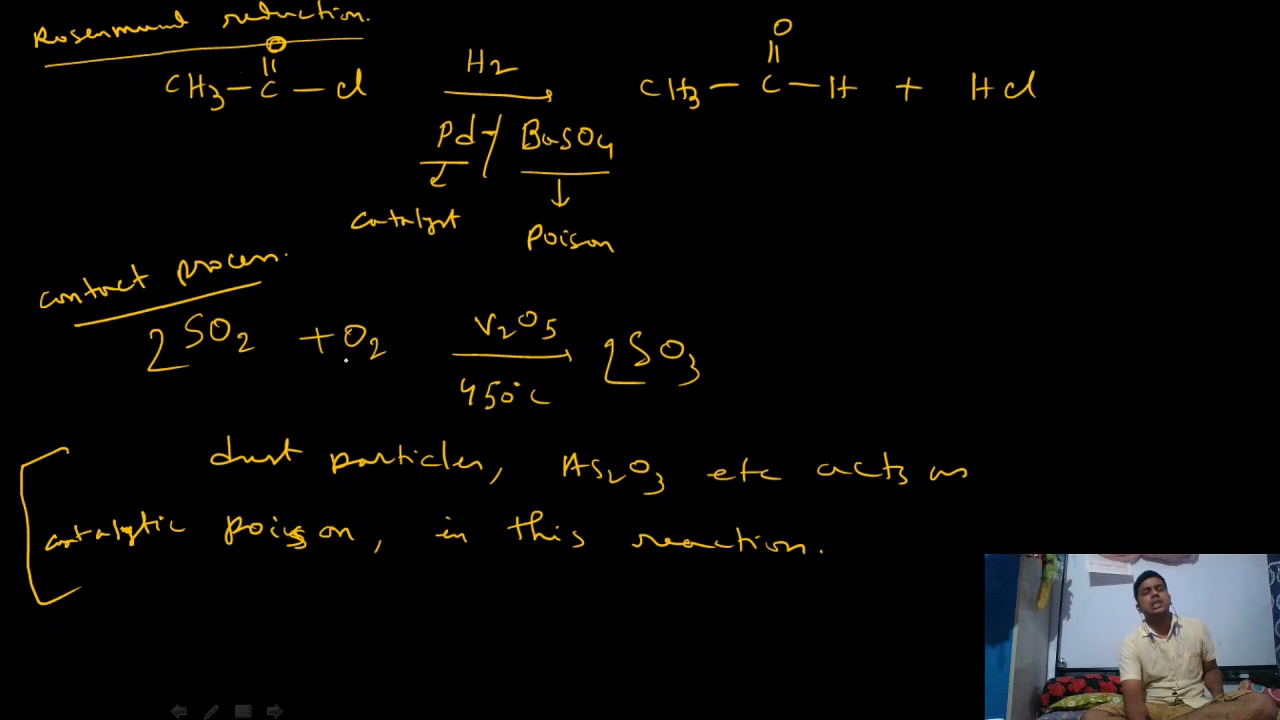 Rosenmund reduction.
O
||
CH3 – C – Cl H2 CH3 – C – H + HCl
O
||
Pd / BaSO4
catalyst
Poison
contact process.
2SO2 + O2 V2O5 2SO3
450°C
dust particles, As2O3 etc acts as
catalytic poison, in this reaction.